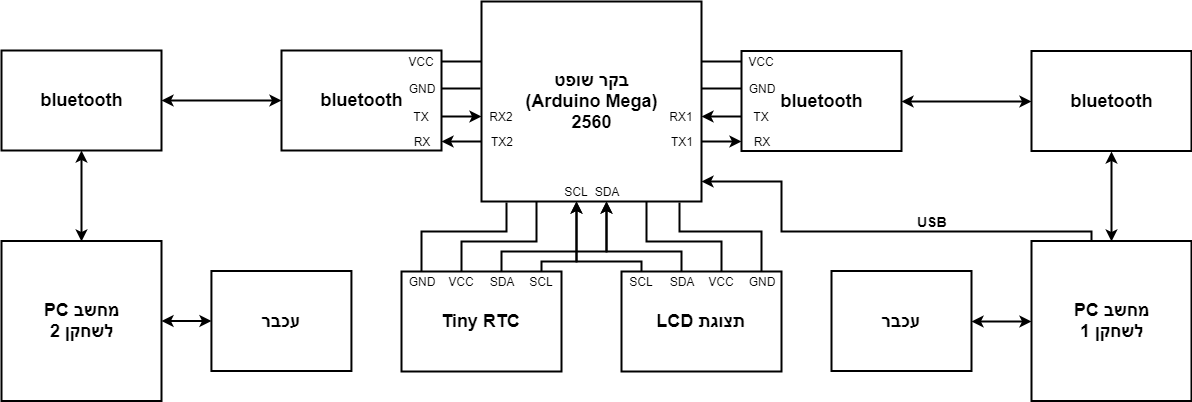 VCC
GND
TX
RX
bluetooth
bluetooth
RX2
TX2
בקר שופט
(Arduino Mega)
2560
RX1
TX1
SCL SDA
VCC
GND
TX
RX
bluetooth
bluetooth
USB
מחשב PC
לשחקן 2
עכבר
GND VCC SDA SCL
Tiny RTC
SCL SDA VCC GND
תצוגת LCD
עכבר
מחשב PC
לשחקן 1